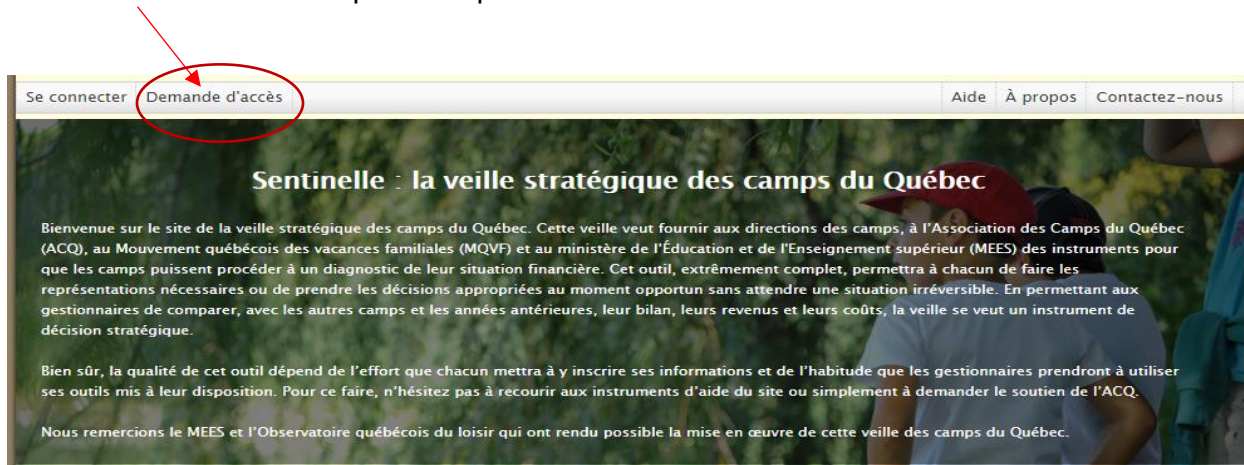 Se connecter Demande d'accès Aide À propos Contactez-nous
Sentinelle : la veille stratégique des camps du Québec
Bienvenue sur le site de la veille stratégique des camps du Québec. Cette veille veut fournir aux directions des camps, à l'Association des Camps du Québec
(ACQ), au Mouvement québécois des vacances familiales (MQVF) et au ministère de l'Éducation et de l'Enseignement supérieur (MEES) des instruments pour
que les camps puissent procéder à un diagnostic de leur situation financière. Cet outil, extrêmement complet, permettra à chacun de faire les
représentations nécessaires ou de prendre les décisions appropriées au moment opportun sans attendre une situation irréversible. En permettant aux
gestionnaires de comparer, avec les autres camps et les années antérieures, leur bilan, leurs revenus et leurs coûts, la veille se veut un instrument de
décision stratégique.
Bien sûr, la qualité de cet outil dépend de l'effort que chacun mettra à y inscrire ses informations et de l'habitude que les gestionnaires prendront à utiliser
ses outils mis à leur disposition. Pour ce faire, n'hésitez pas à recourir aux instruments d'aide du site ou simplement à demander le soutien de l'ACQ.
Nous remercions le MEES et l'Observatoire québécois du loisir qui ont rendu possible la mise en œuvre de cette veille des camps du Québec.